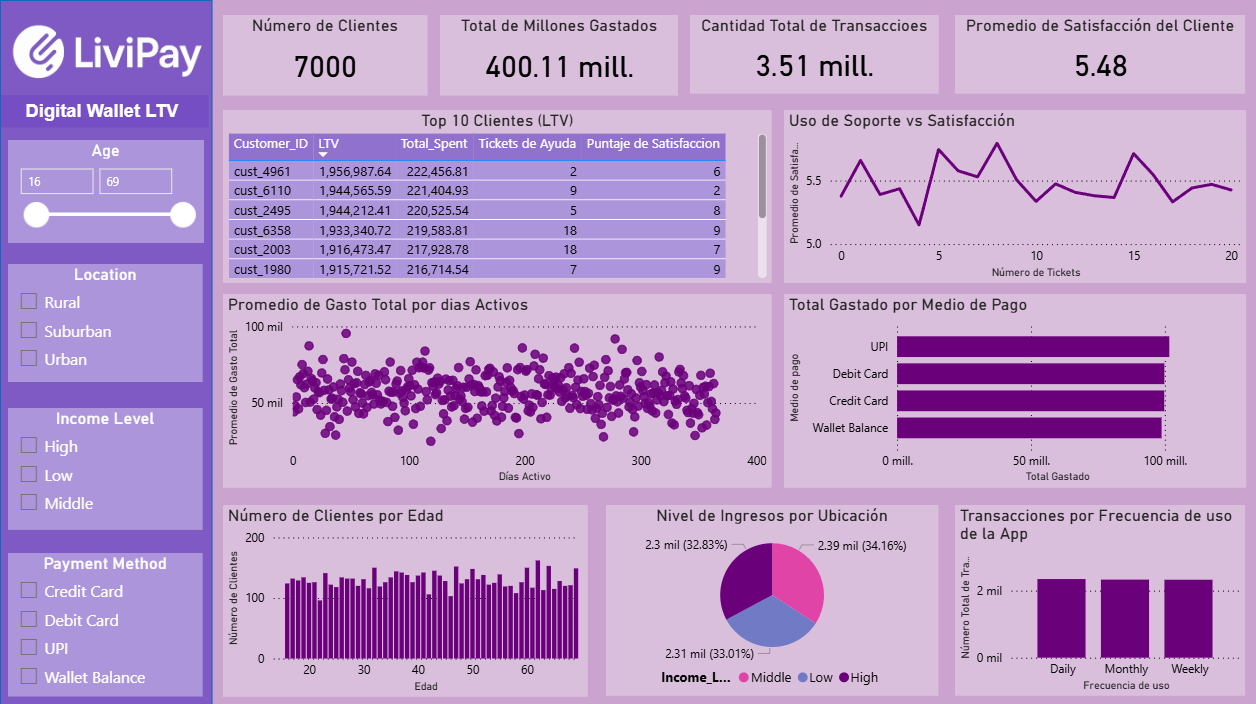 LiviPay
Digital Wallet LTV
Age
16 69
Location
Rural
Suburban
Urban
Income Level
High
Low
Middle
Payment Method
Credit Card
Debit Card
UPI
Wallet Balance
Número de Clientes
7000
Total de Millones Gastados
400.11 mill.
Cantidad Total de Transaccioes
3.51 mill.
Promedio de Satisfacción del Cliente
5.48
Top 10 Clientes (LTV)
Customer_ID LTV Total_Spent Tickets de Ayuda Puntaje de Satisfaccion
cust_4961 1,956,987.64 222,456.81 2 6
cust_6110 1,944,565.59 221,404.93 9 2
cust_2495 1,944,212.41 220,525.54 5 8
cust_6358 1,933,340.72 219,583.81 18 9
cust_2003 1,916,473.47 217,928.78 18 7
cust_1980 1,915,721.52 216,714.54 7 9
Uso de Soporte vs Satisfacción
Promedio de Satisfa...
5.5
5.0
0 5 10 15 20
Número de Tickets
Promedio de Gasto Total por dias Activos
Promedio de Gasto Total
100 mil
50 mil
0 100 200 300 400
Días Activo
Total Gastado por Medio de Pago
Medio de pago
UPI
Debit Card
Credit Card
Wallet Balance
0 mill. 50 mill. 100 mill.
Total Gastado
Número de Clientes por Edad
Número de Clientes
200
100
0
20 30 40 50 60
Edad
Nivel de Ingresos por Ubicación
2.3 mil (32.83%)
2.39 mil (34.16%)
2.31 mil (33.01%)
Income_L... Middle Low High
Transacciones por Frecuencia de uso
de la App
Número Total de Tra...
2 mil
0 mil
Daily Monthly Weekly
Frecuencia de uso